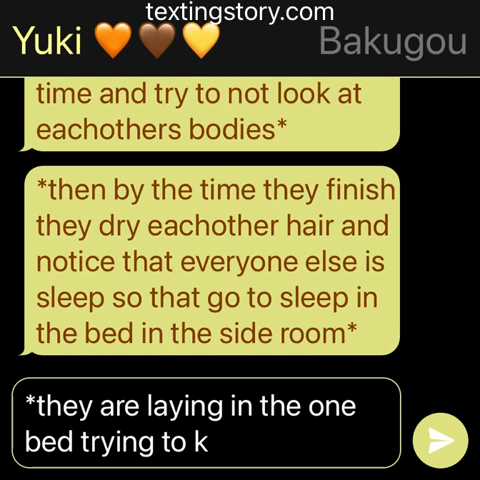 textingstory.com
Yuki 🧡🤎💛 Bakugou
time and try to not look at
eachothers bodies*
*then by the time they finish
they dry eachother hair and
notice that everyone else is
sleep so that go to sleep in
the bed in the side room*
*they are laying in the one
bed trying to k